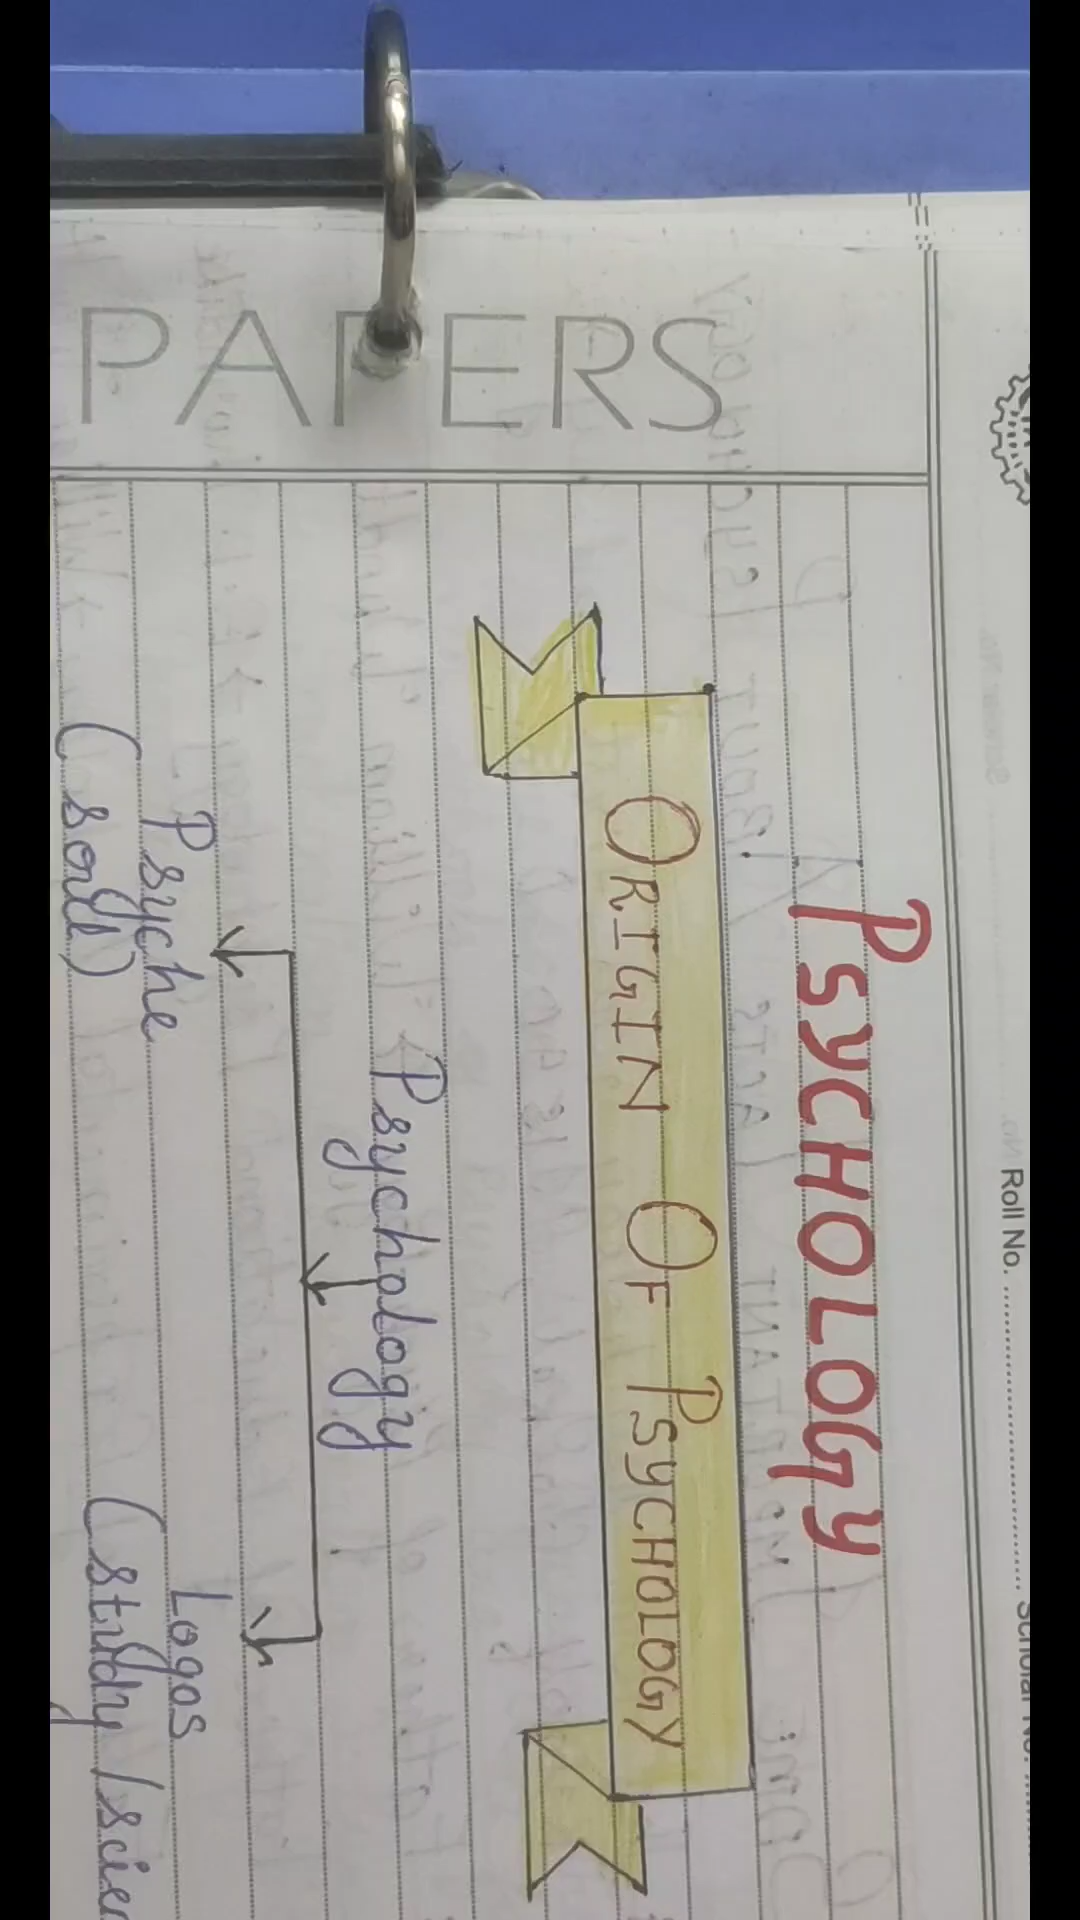 Roll No.
PAPERS
PSYCHOLOGY
ORIGIN OF PSYCHOLOGY
Psychology
Psyche Logos
(soul) (study/scien